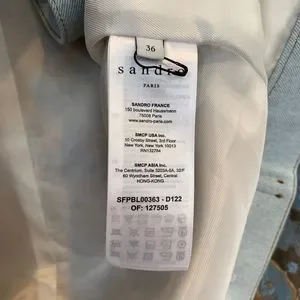 36
sandro
PARIS
SANDRO FRANCE
150 boulevard Haussmann
75008 Paris
www.sandro-paris.com
SMCP USA Inc.
50 Crosby Street, 3rd Floor
New York, New York 10013
RN132784
SMCP ASIA Inc.
The Centrium, Suite 3203A-5A, 32/F
60 Wyndham Street, Central
HONG-KONG
SFPBL00363 - D122
OF: 127505